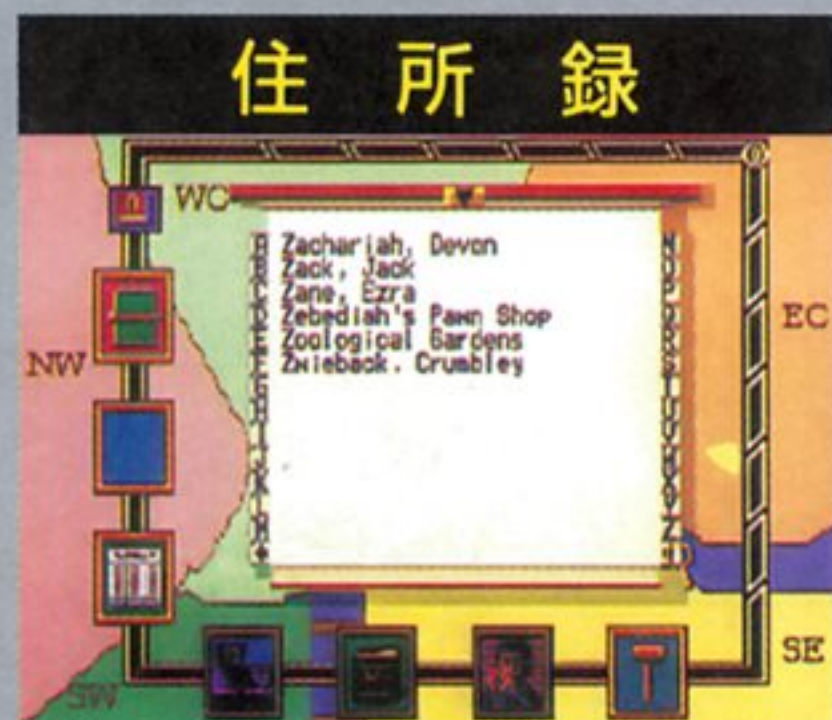 住所録
WC
Zachariah, Devon
Zack, Jack
Zane, Ezra
Zebediah's Pawn Shop
Zoological Gardens
Zwieback, Crumbley
NW
EC
SE
SW